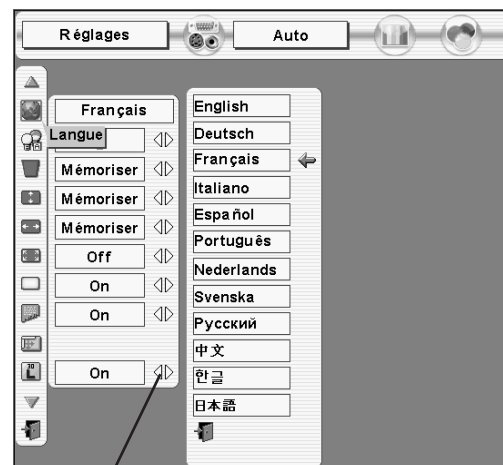 Réglages
Auto
Français
Langue
Mémoriser
Mémoriser
Mémoriser
Off
On
On
On
English
Deutsch
Français
Italiano
Español
Português
Nederlands
Svenska
Русский
中文
한글
日本語